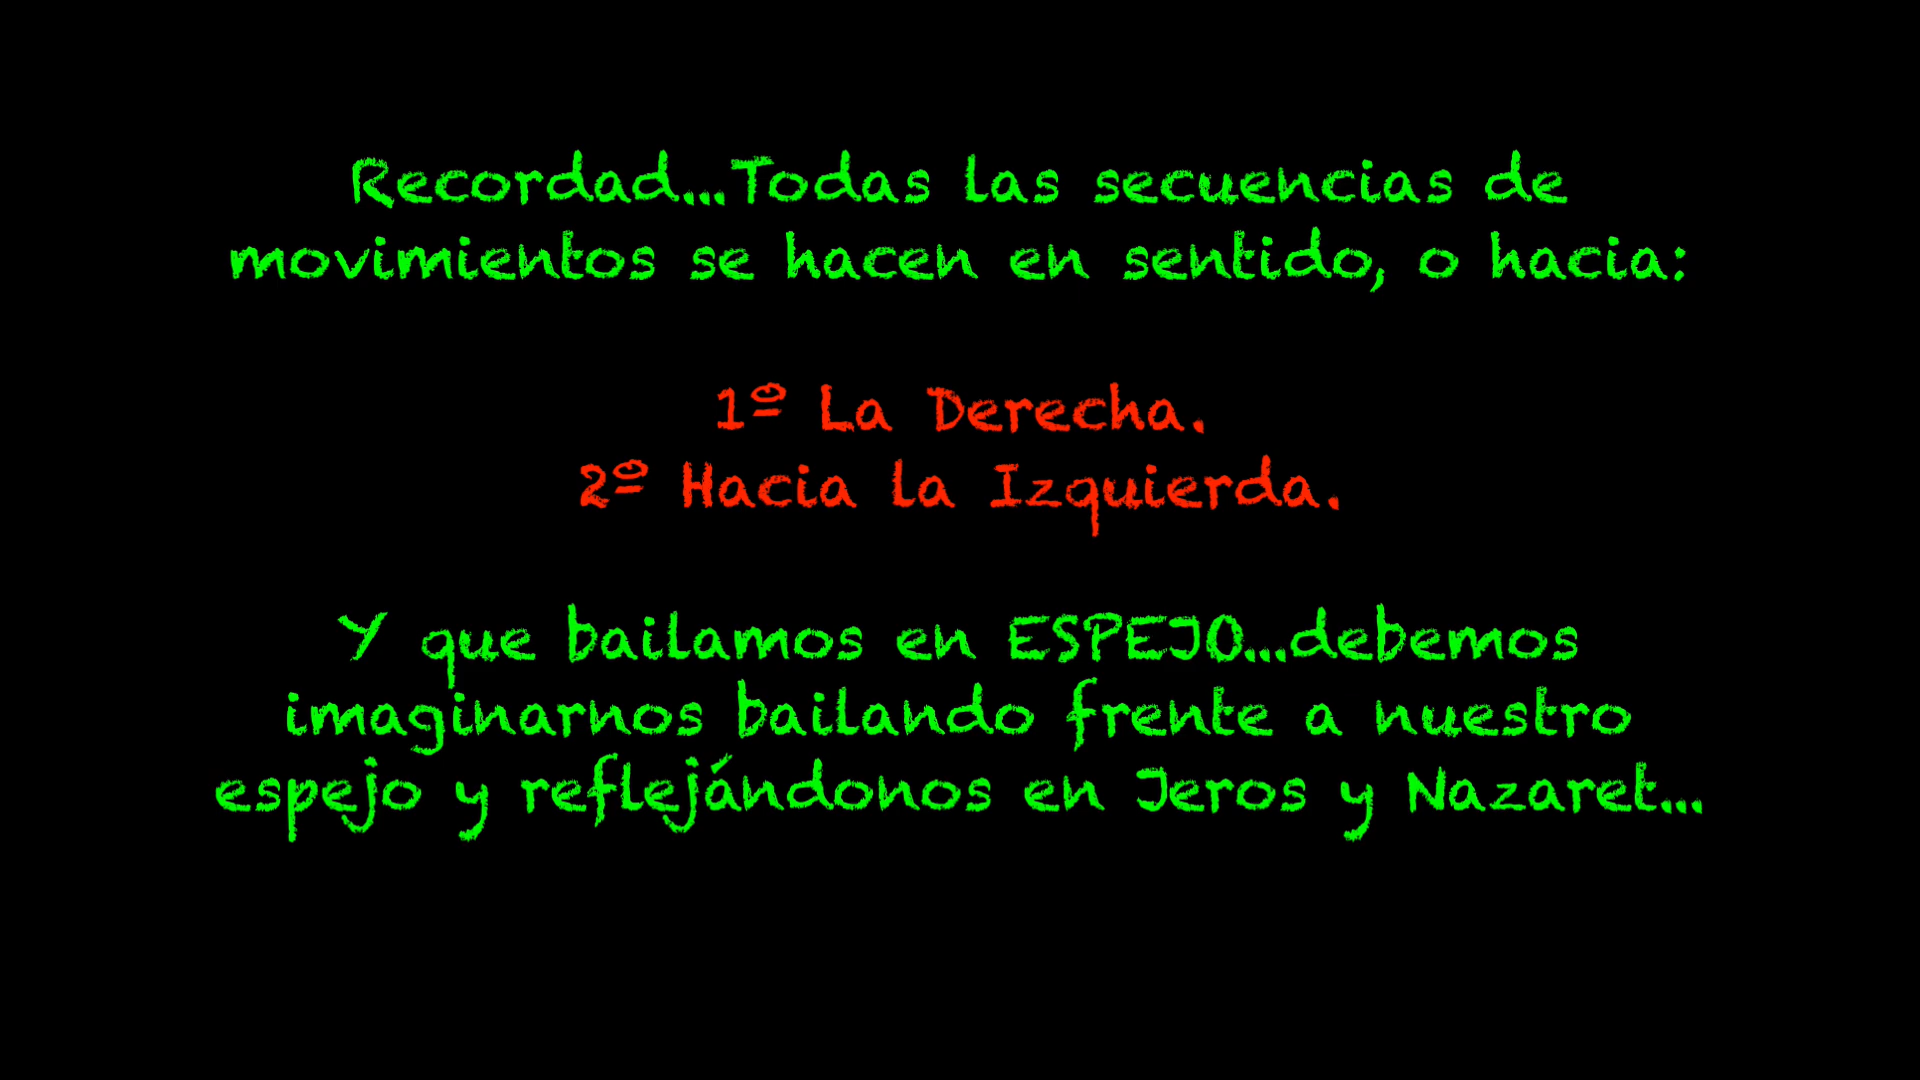 Recordad...Todas las secuencias de
movimientos se hacen en sentido, o hacia:
1º La Derecha.
2º Hacia la Izquierda.
Y que bailamos en ESPEJO...debemos
imaginarnos bailando frente a nuestro
espejo y reflejándonos en Jeros y Nazaret...